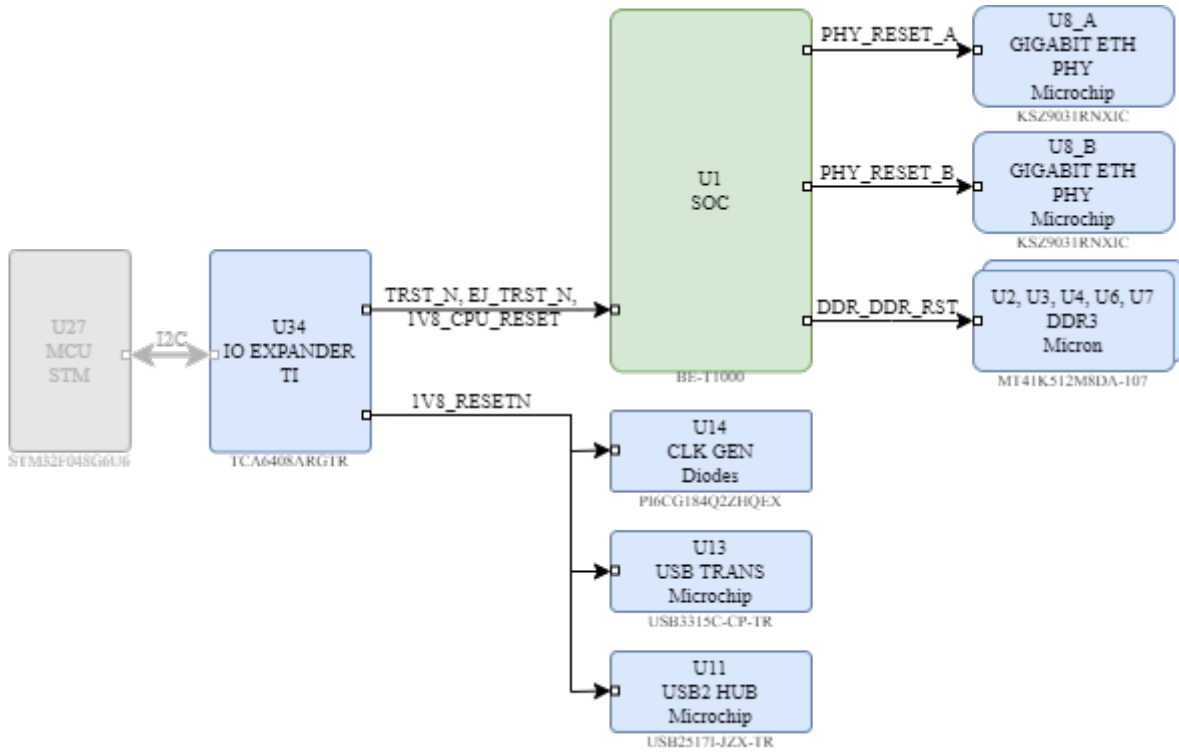 U27
MCU
STM
STM32F048G6U6
I2C
U34
IO EXPANDER
TI
TCA6408ARGTR
TRST_N, EJ_TRST_N,
1V8_CPU_RESET
1V8_RESETN
U1
SOC
BE-T1000
PHY_RESET_A
U8_A
GIGABIT ETH
PHY
Microchip
KSZ9031RNXIC
PHY_RESET_B
U8_B
GIGABIT ETH
PHY
Microchip
KSZ9031RNXIC
DDR_DDR_RST
U2, U3, U4, U6, U7
DDR3
Micron
MT41K512M8DA-107
U14
CLK GEN
Diodes
PI6CG184Q2ZHQEX
U13
USB TRANS
Microchip
USB3315C-CP-TR
U11
USB2 HUB
Microchip
USB2517I-JZX-TR